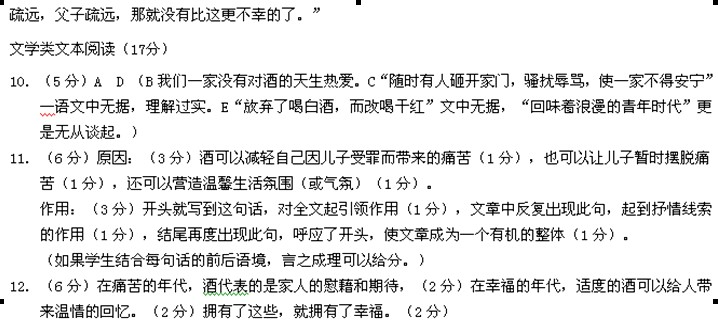 疏远，父子疏远，那就没有比这更不幸的了。”
文学类文本阅读（17分）
10. （5分）A  D （B我们一家没有对酒的天生热爱。C“随时有人砸开家门，骚扰辱骂，使一家不得安宁”
一语文中无据，理解过实。E“放弃了喝白酒，而改喝干红”文中无据，“回味着浪漫的青年时代”更
是无从谈起。）
11. （6分）原因：（3分）酒可以减轻自己因儿子受罪而带来的痛苦（1分），也可以让儿子暂时摆脱痛
苦（1分），还可以营造温馨生活氛围（或气氛）（1分）。
作用：（3分）开头就写到这句话，对全文起引领作用（1分），文章中反复出现此句，起到抒情线索
的作用（1分），结尾再度出现此句，呼应了开头，使文章成为一个有机的整体（1分）。
（如果学生结合每句话的前后语境，言之成理可以给分。）
12. （6分）在痛苦的年代，酒代表的是家人的慰藉和期待，（2分）在幸福的年代，适度的酒可以给人带
来温情的回忆。（2分）拥有了这些，就拥有了幸福。（2分）